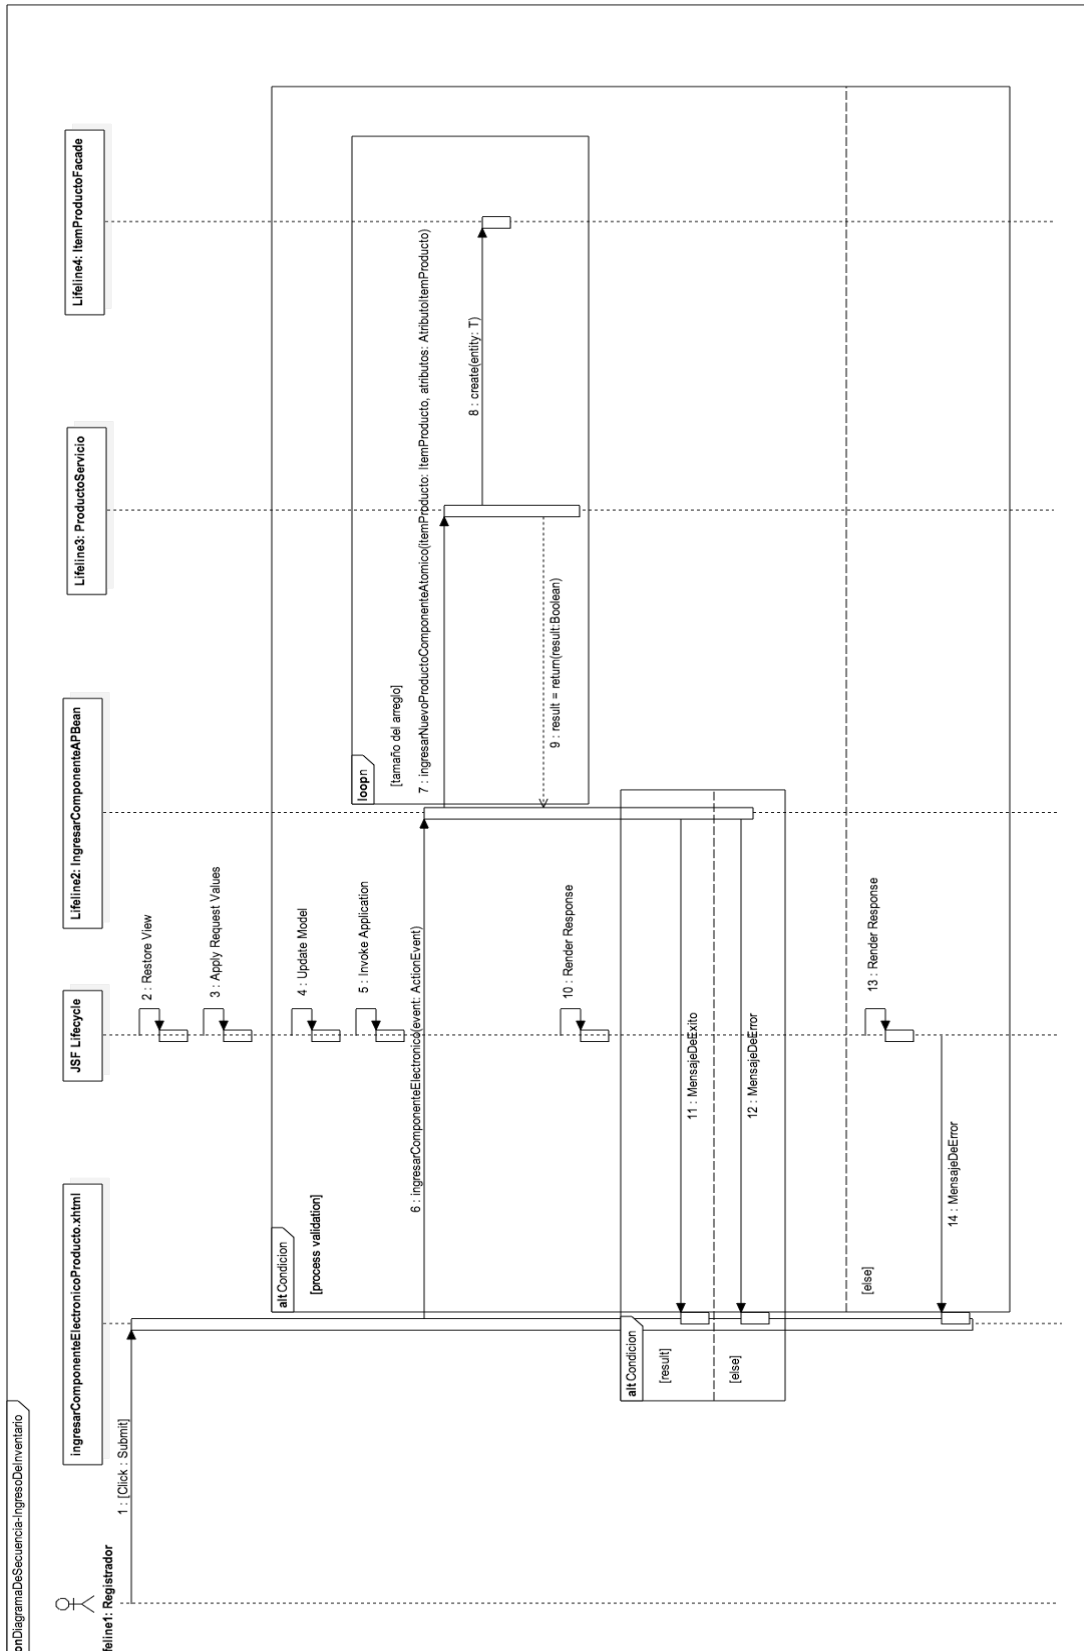 onDiagramaDeSecuencia-IngresoDeInventario
feline1: Registrador
ingresarComponenteElectronicoProducto.xhtml
JSF Lifecycle
Lifeline2: IngresarComponenteAPBean
Lifeline3: ProductoServicio
Lifeline4: ItemProductoFacade
1 : [Click : Submit]
2 : Restore View
3 : Apply Request Values
alt Condicion
[process validation]
4 : Update Model
5 : Invoke Application
6 : ingresarComponenteElectronico(event: ActionEvent)
loopn
[tamaño del arreglo]
7 : ingresarNuevoProductoComponenteAtomico(itemProducto: ItemProducto, atributos: AtributoItemProducto)
8 : create(entity: T)
9 : result = return(result:Boolean)
10 : Render Response
alt Condicion
[result]
11 : MensajeDeExito
[else]
12 : MensajeDeError
[else]
13 : Render Response
14 : MensajeDeError